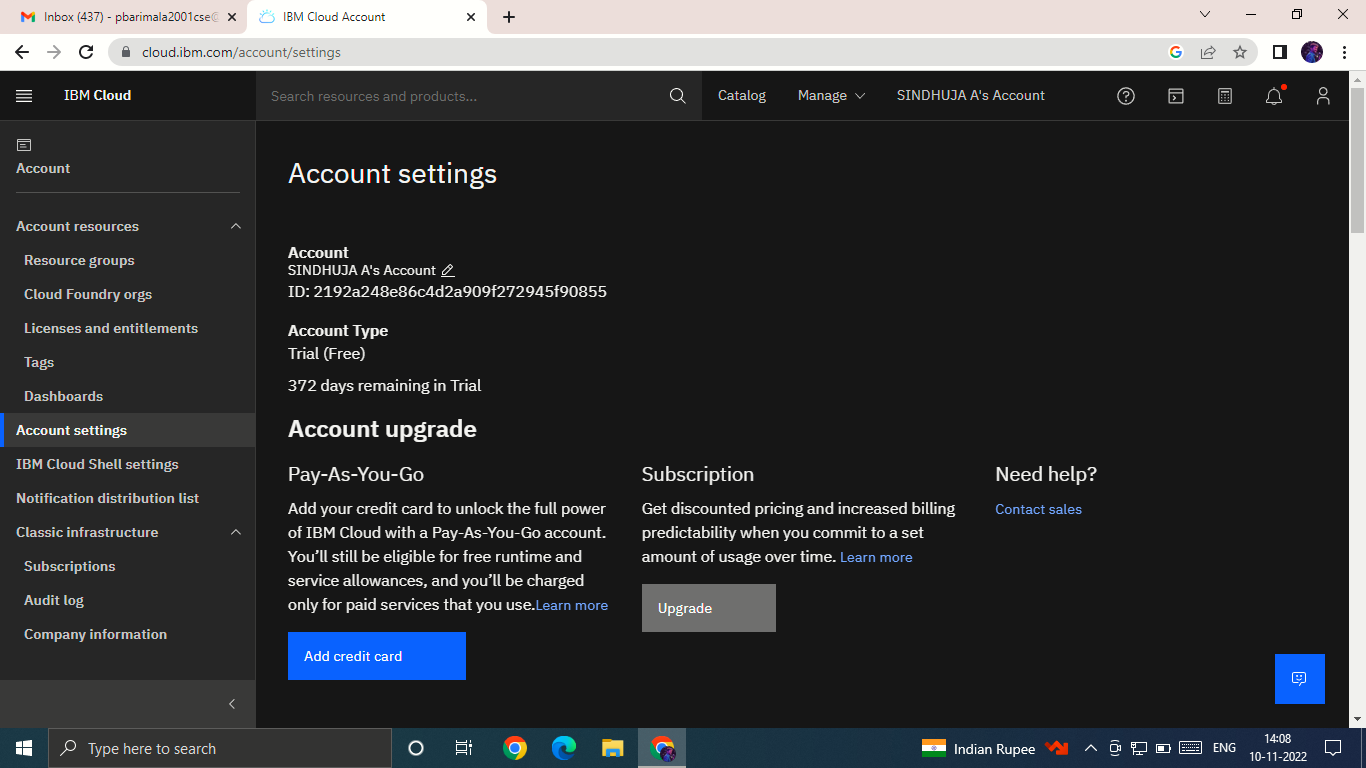 Inbox (437) - pbarimala2001cse@
IBM Cloud Account
cloud.ibm.com/account/settings
IBM Cloud
Search resources and products...
Catalog
Manage
SINDHUJA A's Account
Account
Account resources
Resource groups
Cloud Foundry orgs
Licenses and entitlements
Tags
Dashboards
Account settings
IBM Cloud Shell settings
Notification distribution list
Classic infrastructure
Subscriptions
Audit log
Company information
Account settings
Account
SINDHUJA A's Account
ID: 2192a248e86c4d2a909f272945f90855
Account Type
Trial (Free)
372 days remaining in Trial
Account upgrade
Pay-As-You-Go
Add your credit card to unlock the full power
of IBM Cloud with a Pay-As-You-Go account.
You’ll still be eligible for free runtime and
service allowances, and you’ll be charged
only for paid services that you use.Learn more
Add credit card
Subscription
Get discounted pricing and increased billing
predictability when you commit to a set
amount of usage over time. Learn more
Upgrade
Need help?
Contact sales
Type here to search
Indian Rupee
ENG
14:08
10-11-2022